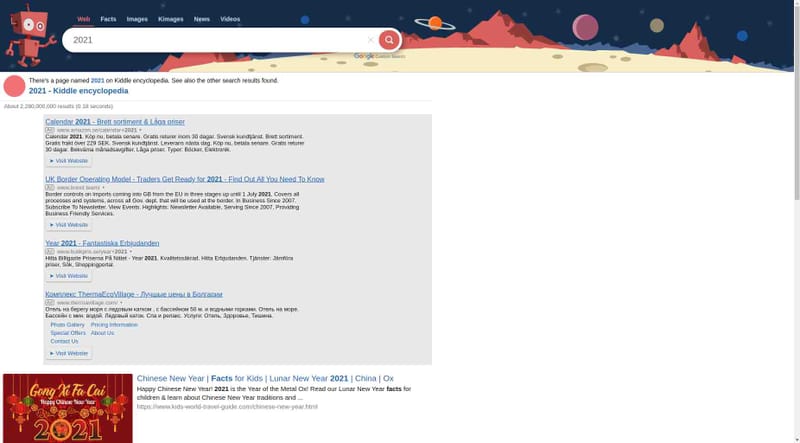 Web Facts Images Kimages News Videos
2021
Google Custom Search
There's a page named 2021 on Kiddle encyclopedia. See also the other search results found.
2021 - Kiddle encyclopedia
About 2,280,000,000 results (0.18 seconds)
Calendar 2021 - Brett sortiment & Låga priser
Ad www.amazon.se/calendar+2021
Calendar 2021. Köp nu, betala senare. Gratis returer inom 30 dagar. Svensk kundtjänst. Brett sortiment.
Gratis frakt över 229 SEK. Svensk kundtjänst. Leverans nästa dag. Köp nu, betala senare. Gratis returer
30 dagar. Bekväma månadsavgifter. Låga priser. Typer: Böcker, Elektronik.
► Visit Website
UK Border Operating Model - Traders Get Ready for 2021 - Find Out All You Need To Know
Ad
Border controls on imports coming into GB from the EU in three stages up until 1 July 2021. Covers all
processes and systems, across all Gov. dept. that will be used at the border. In Business Since 2007.
Subscribe To Newsletter. View Events. Highlights: Newsletter Available, Serving Since 2007, Providing
Business Friendly Services.
► Visit Website
Year 2021 - Fantastiska Erbjudanden
Ad
Hitta Billigaste Priserna På Nätet - Year 2021. Kvalitetssäkrad. Hitta Erbjudanden. Tjänster: Jämföra
priser, Sök, Shoppingportal.
► Visit Website
Комплекс ThermaEcoVillage - Лучшые цены в Болгарии
Ad www.thermavillage.com/
Отель на берегу моря с ледовым катком , с бассейном 50 м. и водными горками. Отель на море.
Бассейн с мин. водой. Ледовый каток. Спа и релакс. Услуги: Отель, Здоровье, Тишина.
Photo Gallery Pricing Information
Special Offers About Us
Contact Us
► Visit Website
Gong Xi Fa Cai
Happy Chinese New Year
2021
Chinese New Year | Facts for Kids | Lunar New Year 2021 | China | Ox
Happy Chinese New Year! 2021 is the Year of the Metal Ox! Read our Lunar New Year facts for
children & learn about Chinese New Year traditions and ...
https://www.kids-world-travel-guide.com/chinese-new-year.html